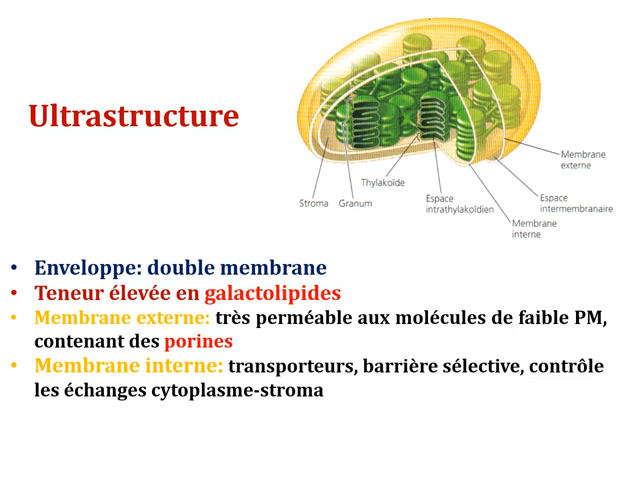 Ultrastructure
Membrane
externe
Thylakoïde
Stroma
Granum
Espace
intrathylakoïdien
Espace
intermembranaire
Membrane
interne
• Enveloppe: double membrane
• Teneur élevée en galactolipides
• Membrane externe: très perméable aux molécules de faible PM,
contenant des porines
• Membrane interne: transporteurs, barrière sélective, contrôle
les échanges cytoplasme-stroma